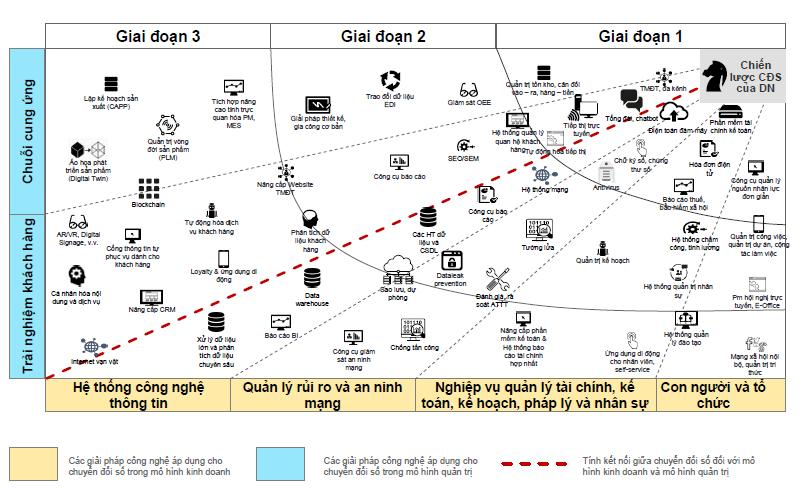 Giai đoạn 3
Giai đoạn 2
Giai đoạn 1
Chuỗi cung ứng
Trải nghiệm khách hàng
Chiến
lược CĐS
của DN
Lập kế hoạch sản
xuất (CAPP)
Tích hợp nâng
cao tính trực
quan hóa PM,
MES
Quản trị vòng
đời sản phẩm
(PLM)
Ảo họa phát
triển sản phẩm
(Digital Twin)
Blockchain
AR/VR, Digital
Signage, v.v.
Cổng thông tin tự
phục vụ dành cho
khách hàng
Tự động hóa dịch
vụ khách hàng
Loyalty & ứng dụng di
động
Cá nhân hóa nội
dung và dịch vụ
Nâng cấp CRM
Xử lý dữ liệu
lớn và phân
tích dữ liệu
chuyên sâu
Internet vạn vật
Giải pháp thiết kế,
gia công cơ bản
Trao đổi dữ liệu
EDI
Giám sát OEE
SEO/SEM
Công cụ báo cáo
Nâng cấp Website
TMĐT
Phân tích dữ
liệu khách
hàng
Các HT dữ
liệu và
CSDL
Data
warehouse
Sao lưu, dự
phòng
Dataleak
prevention
Báo cáo BI
Công cụ giám
sát an ninh
mạng
Chống tấn công
Quản trị tồn kho, cân đối
vào – ra, hàng – tiền
TMĐT, đa kênh
Hệ thống quản lý
quan hệ khách
hàng
Tiếp thị trực
tuyến
Tự động hóa tiếp thị
Tổng đài, chatbot
Điện toán đám mây
Phần mềm tài
chính kế toán
Chữ ký số, chứng
thư số
Hóa đơn điện
tử
Hệ thống mạng
Antivirus
Báo cáo thuế,
bảo hiểm xã hội
Công cụ quản lý
nguồn nhân lực
đơn giản
Công cụ báo
cáo
Tường lửa
Quản trị kế hoạch
Hệ thống chấm
công, tính lương
Quản trị công việc,
quản trị dự án, cộng
tác làm việc
Đánh giá, rà
soát ATTT
Hệ thống quản trị nhân
sự
Pm hội nghị trực
tuyến, E-Office
Nâng cấp phần
mềm kế toán &
Hệ thống báo
cáo tài chính
hợp nhất
Ứng dụng di động
cho nhân viên,
self-service
Hệ thống quản
lý đào tạo
Mạng xã hội nội
bộ, quản trị tri
thức
Hệ thống công nghệ
thông tin
Quản lý rủi ro và an ninh
mạng
Nghiệp vụ quản lý tài chính, kế
toán, kế hoạch, pháp lý và nhân sự
Con người và tổ
chức
Các giải pháp công nghệ áp dụng cho
chuyển đổi số trong mô hình kinh doanh
Các giải pháp công nghệ áp dụng cho
chuyển đổi số trong mô hình quản trị
Tính kết nối giữa chuyển đổi số đối với mô
hình kinh doanh và mô hình quản trị